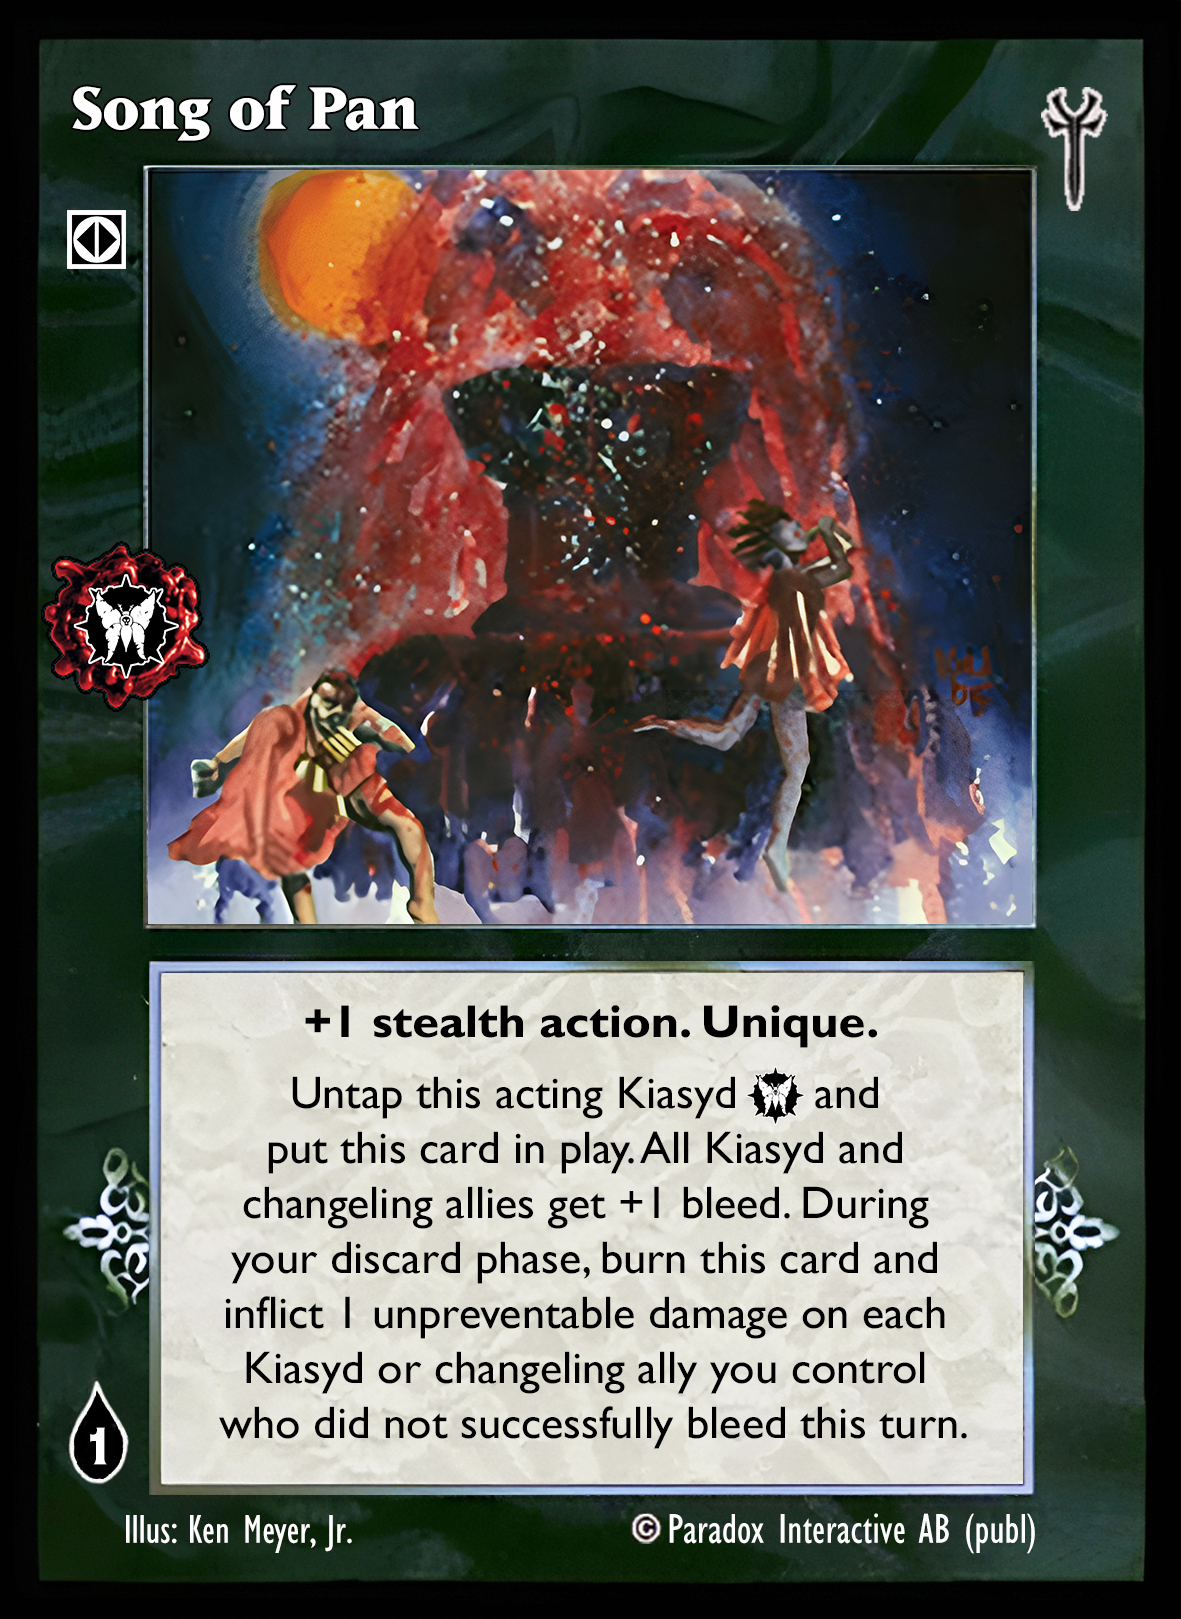 Song of Pan
+1 stealth action. Unique.
Untap this acting Kiasyd and
put this card in play. All Kiasyd and
changeling allies get +1 bleed. During
your discard phase, burn this card and
inflict 1 unpreventable damage on each
Kiasyd or changeling ally you control
who did not successfully bleed this turn.
1
Illus: Ken Meyer, Jr.
© Paradox Interactive AB (publ)